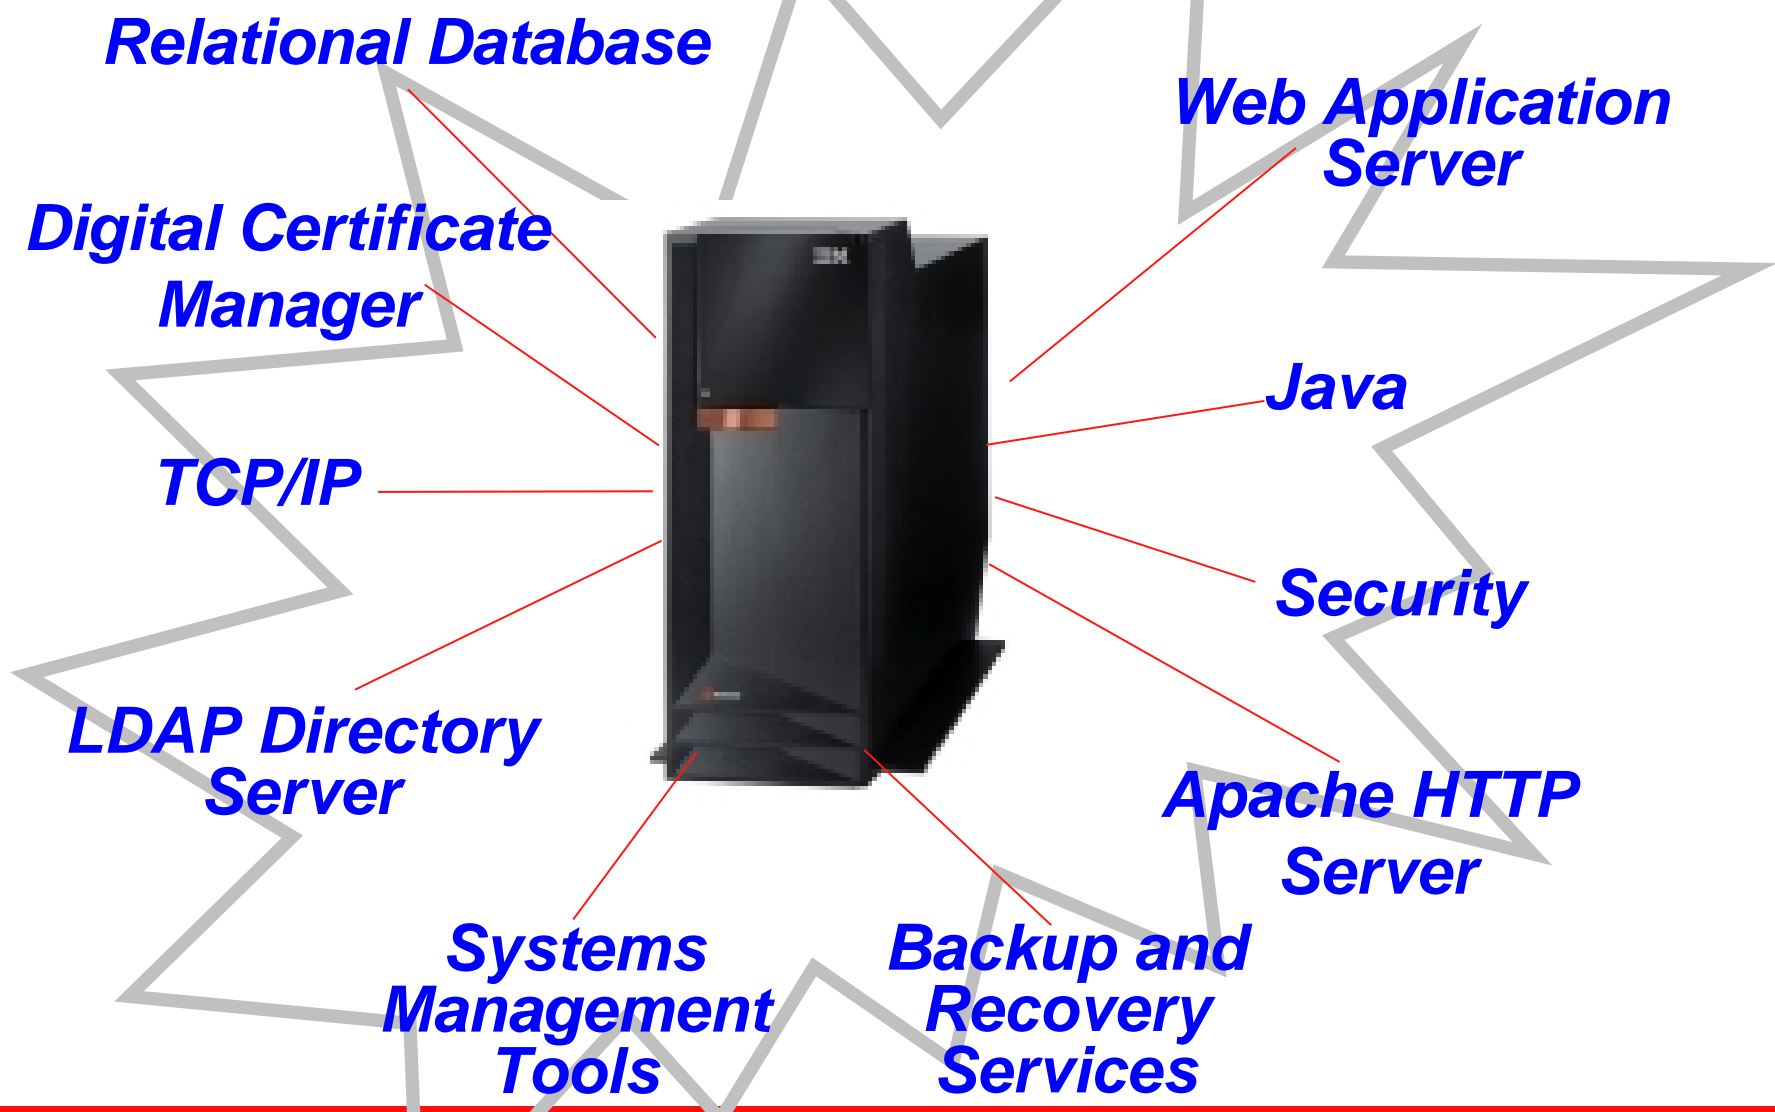 Relational Database
Web Application
Server
Digital Certificate
Manager
IBM
Java
TCP/IP
Security
LDAP Directory
Server
Apache HTTP
Server
Systems
Management
Tools
Backup and
Recovery
Services